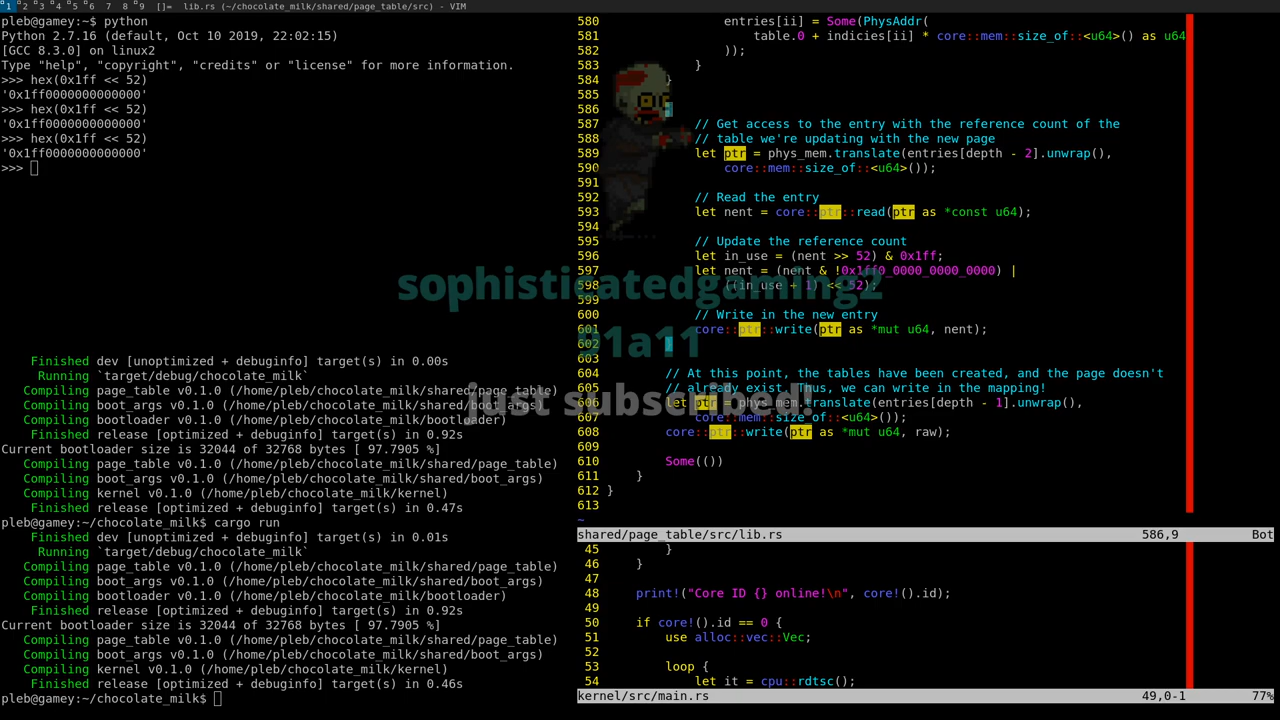 1 2 3 4 5 6 7 8 9 []= lib.rs (~/chocolate_milk/shared/page_table/src) - VIM
pleb@gamey:~$ python
Python 2.7.16 (default, Oct 10 2019, 22:02:15)
[GCC 8.3.0] on linux2
Type "help", "copyright", "credits" or "license" for more information.
>>> hex(0x1ff << 52)
'0x1ff0000000000000'
>>> hex(0x1ff << 52)
'0x1ff0000000000000'
>>> hex(0x1ff << 52)
'0x1ff0000000000000'
>>>
Finished dev [unoptimized + debuginfo] target(s) in 0.00s
Running `target/debug/chocolate_milk`
Compiling page_table v0.1.0 (/home/pleb/chocolate_milk/shared/page_table)
Compiling boot_args v0.1.0 (/home/pleb/chocolate_milk/shared/boot_args)
Compiling bootloader v0.1.0 (/home/pleb/chocolate_milk/bootloader)
Finished release [optimized + debuginfo] target(s) in 0.92s
Current bootloader size is 32044 of 32768 bytes [ 97.7905 %]
Compiling page_table v0.1.0 (/home/pleb/chocolate_milk/shared/page_table)
Compiling boot_args v0.1.0 (/home/pleb/chocolate_milk/shared/boot_args)
Compiling kernel v0.1.0 (/home/pleb/chocolate_milk/kernel)
Finished release [optimized + debuginfo] target(s) in 0.47s
pleb@gamey:~/chocolate_milk$ cargo run
Finished dev [unoptimized + debuginfo] target(s) in 0.01s
Running `target/debug/chocolate_milk`
Compiling page_table v0.1.0 (/home/pleb/chocolate_milk/shared/page_table)
Compiling boot_args v0.1.0 (/home/pleb/chocolate_milk/shared/boot_args)
Compiling bootloader v0.1.0 (/home/pleb/chocolate_milk/bootloader)
Finished release [optimized + debuginfo] target(s) in 0.92s
Current bootloader size is 32044 of 32768 bytes [ 97.7905 %]
Compiling page_table v0.1.0 (/home/pleb/chocolate_milk/shared/page_table)
Compiling boot_args v0.1.0 (/home/pleb/chocolate_milk/shared/boot_args)
Compiling kernel v0.1.0 (/home/pleb/chocolate_milk/kernel)
Finished release [optimized + debuginfo] target(s) in 0.46s
pleb@gamey:~/chocolate_milk$
580 entries[ii] = Some(PhysAddr(
581 table.0 + indicies[ii] * core::mem::size_of::<u64>() as u64
582 ));
583 }
584 }
585
586 {
587 // Get access to the entry with the reference count of the
588 // table we're updating with the new page
589 let ptr = phys_mem.translate(entries[depth - 2].unwrap(),
590 core::mem::size_of::<u64>());
591
592 // Read the entry
593 let nent = core::ptr::read(ptr as *const u64);
594
595 // Update the reference count
596 let in_use = (nent >> 52) & 0x1ff;
597 let nent = (nent & !0x1ff0_0000_0000_0000) |
598 ((in_use + 1) << 52);
599
600 // Write in the new entry
601 core::ptr::write(ptr as *mut u64, nent);
602 }
603
604 // At this point, the tables have been created, and the page doesn't
605 // already exist. Thus, we can write in the mapping!
606 let ptr = phys_mem.translate(entries[depth - 1].unwrap(),
607 core::mem::size_of::<u64>());
608 core::ptr::write(ptr as *mut u64, raw);
609
610 Some(())
611 }
612 }
613
~
shared/page_table/src/lib.rs 586,9 Bot
45 }
46 }
47
48 print!("Core ID {} online!\n", core!().id);
49
50 if core!().id == 0 {
51 use alloc::vec::Vec;
52
53 loop {
54 let it = cpu::rdtsc();
kernel/src/main.rs 49,0-1 77%
sophisticatedgaming2
91a11
just subscribed!